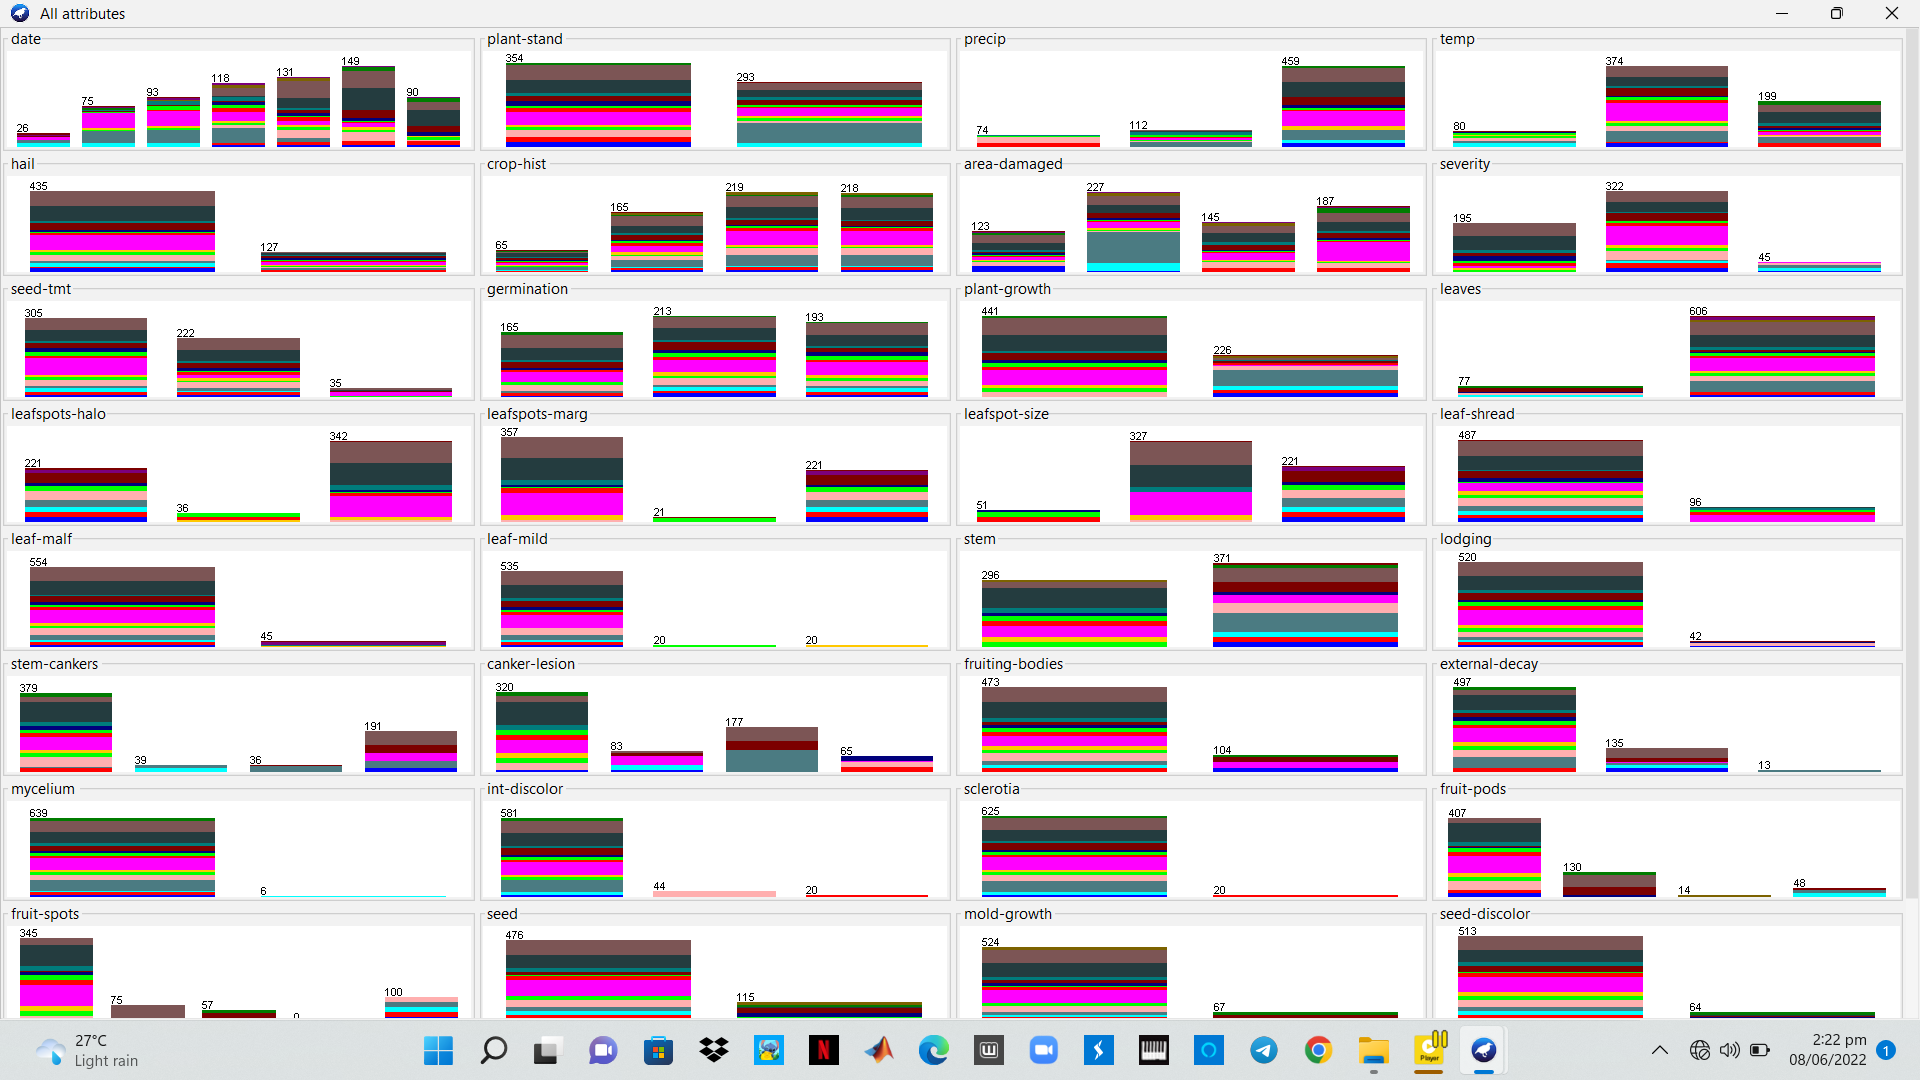 All attributes
date
26
75
93
118
131
149
90
plant-stand
354
293
precip
74
112
459
temp
80
374
199
hail
435
127
crop-hist
65
165
219
218
area-damaged
123
227
145
187
severity
195
322
45
seed-tmt
305
222
35
germination
165
213
193
plant-growth
441
226
leaves
77
606
leafspots-halo
221
36
342
leafspots-marg
357
21
221
leafspot-size
51
327
221
leaf-shread
487
96
leaf-malf
554
45
leaf-mild
535
20
20
stem
296
371
lodging
520
42
stem-cankers
379
39
36
191
canker-lesion
320
83
177
65
fruiting-bodies
473
104
external-decay
497
135
13
mycelium
639
6
int-discolor
581
44
20
sclerotia
625
20
fruit-pods
407
130
14
48
fruit-spots
345
75
57
0
100
seed
476
115
mold-growth
524
67
seed-discolor
513
64
27°C
Light rain
N
W
Player
2:22 pm
08/06/2022
1